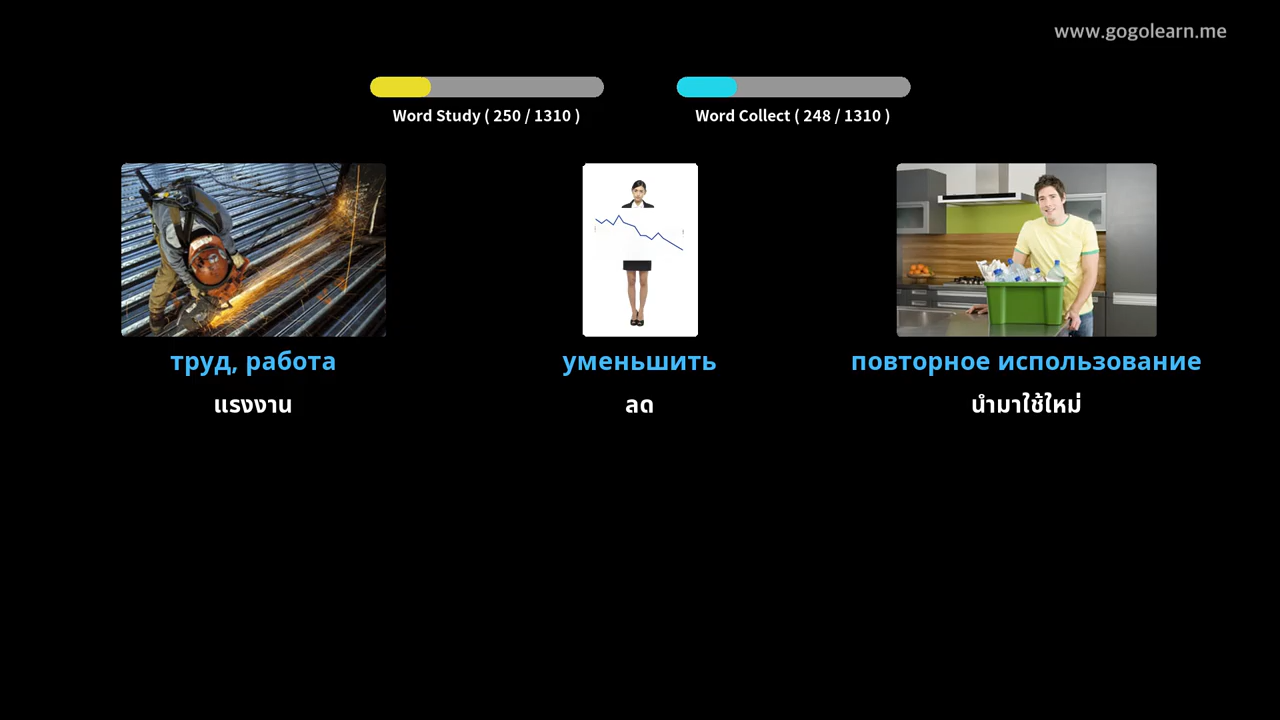 www.gogolearn.me
Word Study ( 250 / 1310 )
Word Collect ( 248 / 1310 )
труд, работа
уменьшить
повторное использование
แรงงาน
ลด
นำมาใช้ใหม่